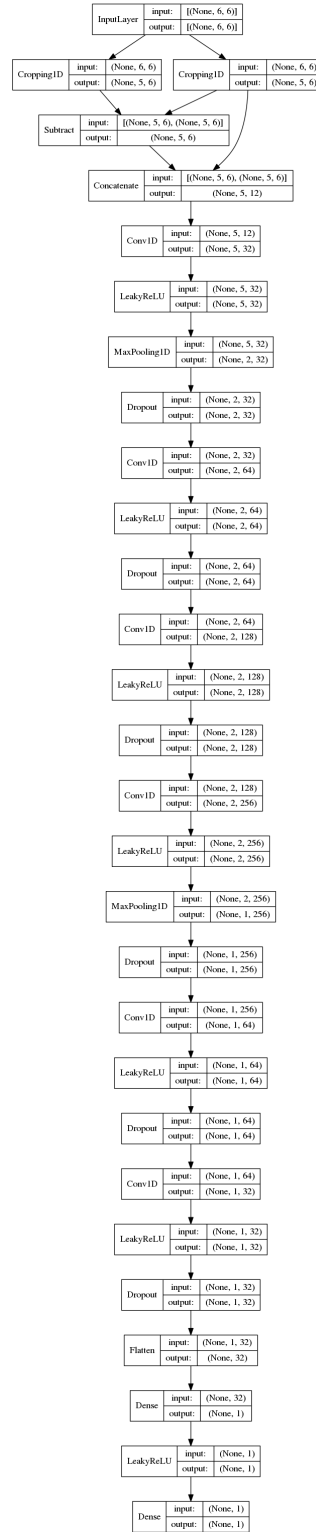 InputLayer input: [(None, 6, 6)]
output: [(None, 6, 6)]
Cropping1D input: (None, 6, 6)
output: (None, 5, 6)
Cropping1D input: (None, 6, 6)
output: (None, 5, 6)
Subtract input: [(None, 5, 6), (None, 5, 6)]
output: (None, 5, 6)
Concatenate input: [(None, 5, 6), (None, 5, 6)]
output: (None, 5, 12)
Conv1D input: (None, 5, 12)
output: (None, 5, 32)
LeakyReLU input: (None, 5, 32)
output: (None, 5, 32)
MaxPooling1D input: (None, 5, 32)
output: (None, 2, 32)
Dropout input: (None, 2, 32)
output: (None, 2, 32)
Conv1D input: (None, 2, 32)
output: (None, 2, 64)
LeakyReLU input: (None, 2, 64)
output: (None, 2, 64)
Dropout input: (None, 2, 64)
output: (None, 2, 64)
Conv1D input: (None, 2, 64)
output: (None, 2, 128)
LeakyReLU input: (None, 2, 128)
output: (None, 2, 128)
Dropout input: (None, 2, 128)
output: (None, 2, 128)
Conv1D input: (None, 2, 128)
output: (None, 2, 256)
LeakyReLU input: (None, 2, 256)
output: (None, 2, 256)
MaxPooling1D input: (None, 2, 256)
output: (None, 1, 256)
Dropout input: (None, 1, 256)
output: (None, 1, 256)
Conv1D input: (None, 1, 256)
output: (None, 1, 64)
LeakyReLU input: (None, 1, 64)
output: (None, 1, 64)
Dropout input: (None, 1, 64)
output: (None, 1, 64)
Conv1D input: (None, 1, 64)
output: (None, 1, 32)
LeakyReLU input: (None, 1, 32)
output: (None, 1, 32)
Dropout input: (None, 1, 32)
output: (None, 1, 32)
Flatten input: (None, 1, 32)
output: (None, 32)
Dense input: (None, 32)
output: (None, 1)
LeakyReLU input: (None, 1)
output: (None, 1)
Dense input: (None, 1)
output: (None, 1)